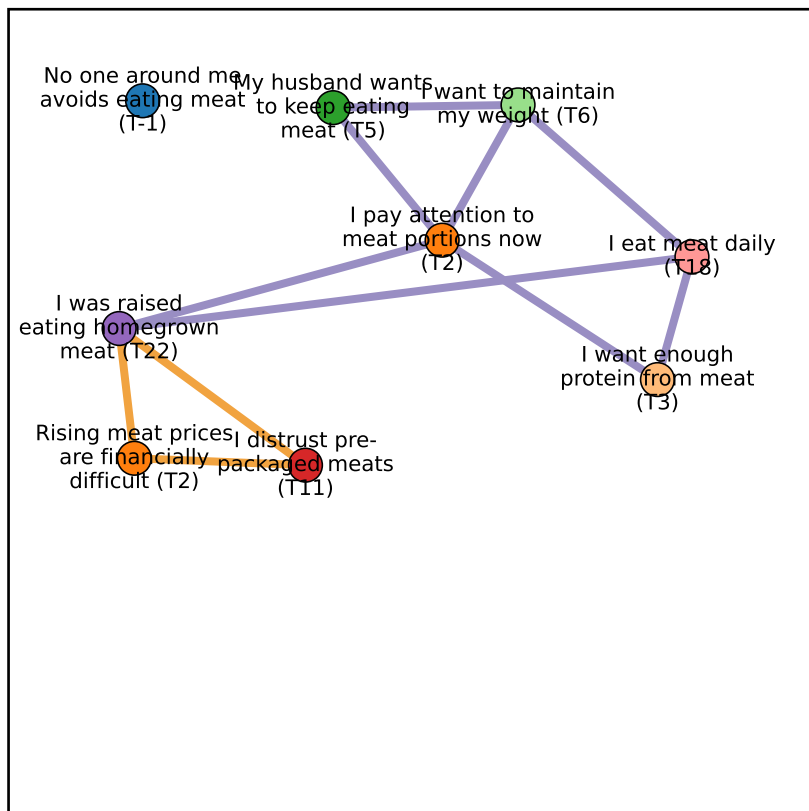 No one around me
avoids eating meat
(T-1)
My husband wants
to keep eating
meat (T5)
I want to maintain
my weight (T6)
I pay attention to
meat portions now
(T2)
I eat meat daily
(T18)
I was raised
eating homegrown
meat (T22)
I want enough
protein from meat
(T3)
Rising meat prices
are financially
difficult (T2)
I distrust pre-
packaged meats
(T11)